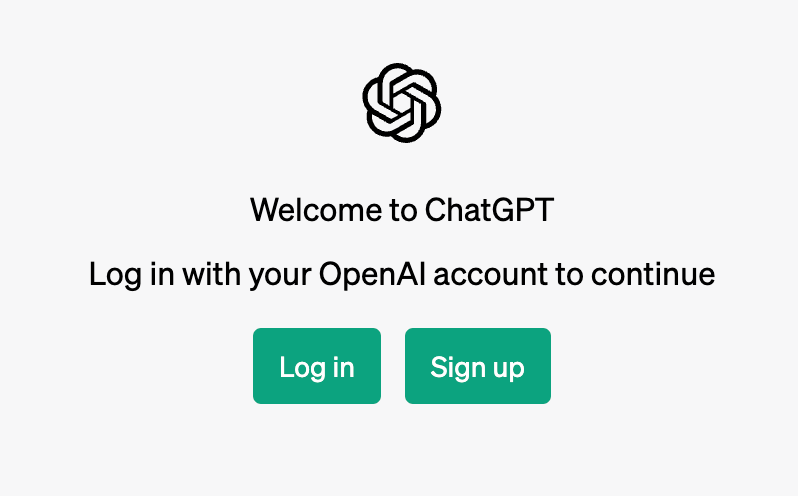 Welcome to ChatGPT
Log in with your OpenAI account to continue
Log in Sign up